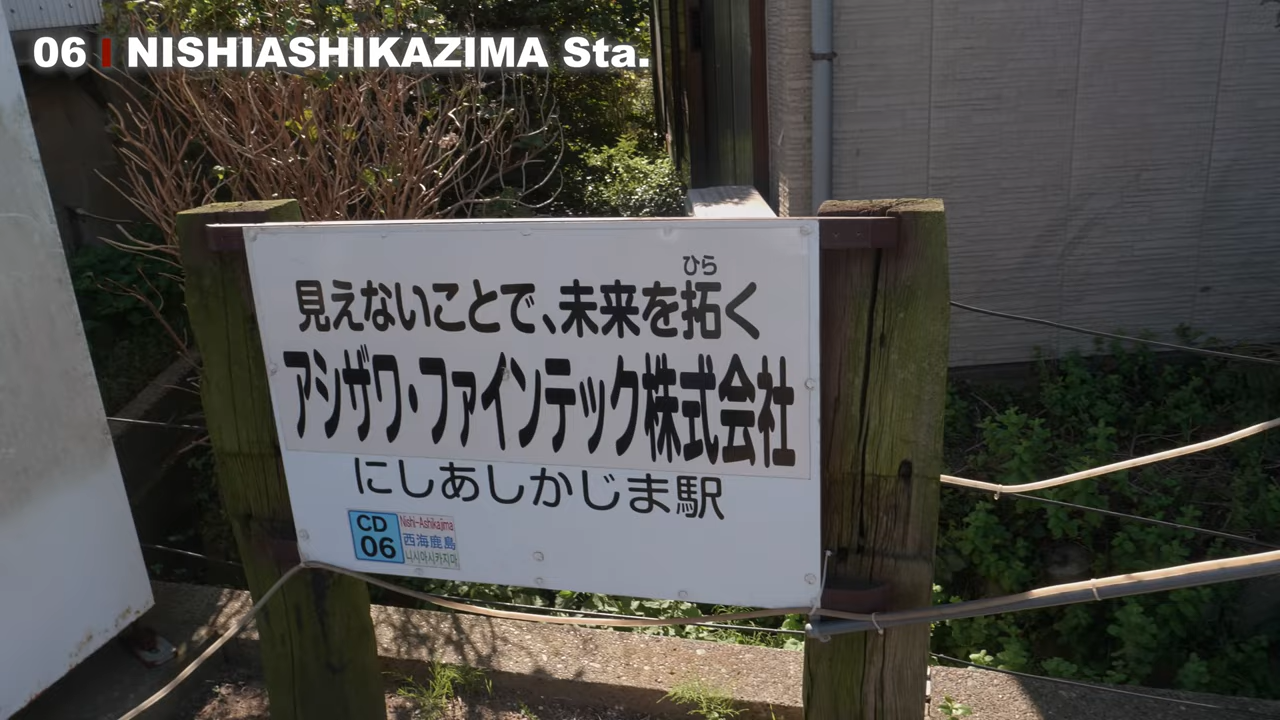 06 | NISHIASHIKAZIMA Sta.
ひら
見えないことで、未来を拓く
アシザワ・ファインテック株式会社
にしあしかじま駅
CD
06
Nishi-Ashikajima
西海鹿島
니시아시카지마